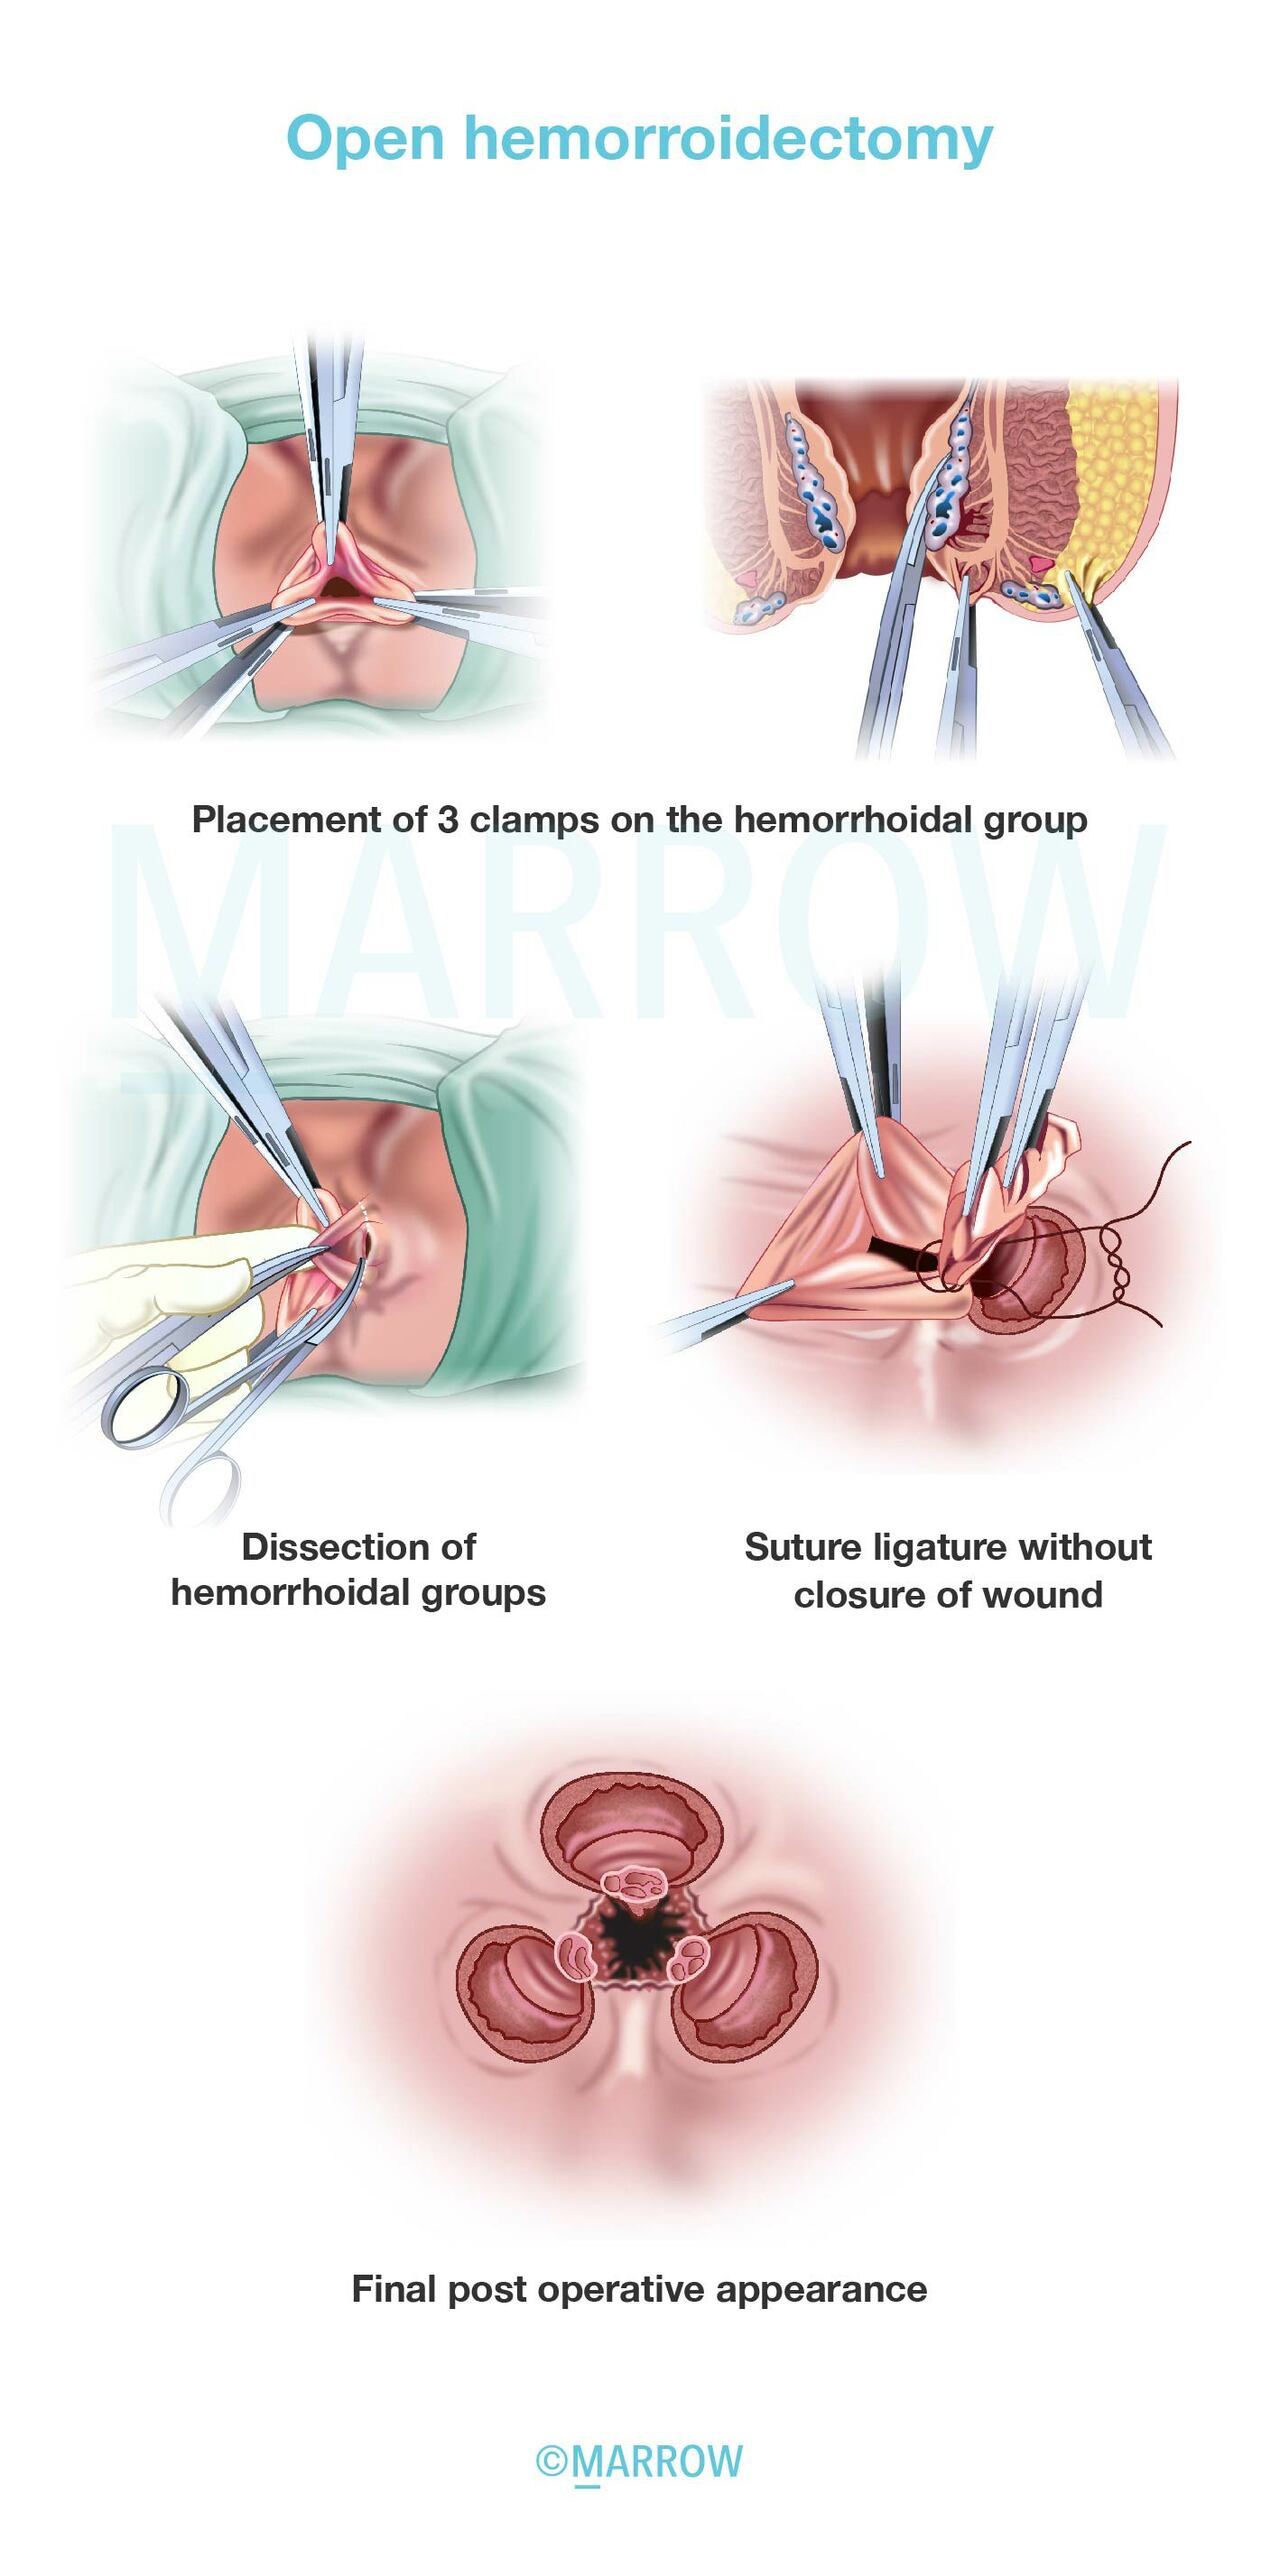 Open hemorroidectomy
Placement of 3 clamps on the hemorrhoidal group
MARROW
Dissection of
hemorrhoidal groups
Suture ligature without
closure of wound
Final post operative appearance
©MARROW